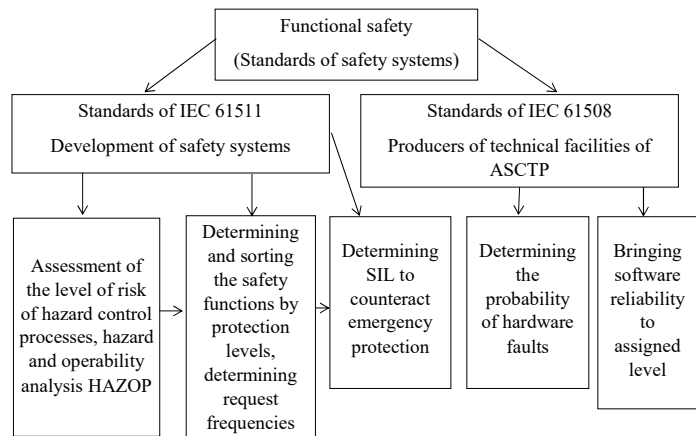 Functional safety
(Standards of safety systems)
Standards of IEC 61511
Development of safety systems
Standards of IEC 61508
Producers of technical facilities of
ASCTP
Assessment of
the level of risk
of hazard control
processes, hazard
and operability
analysis HAZOP
Determining
and sorting
the safety
functions by
protection
levels,
determining
request
frequencies
Determining
SIL to
counteract
emergency
protection
Determining
the
probability
of hardware
faults
Bringing
software
reliability
to
assigned
level